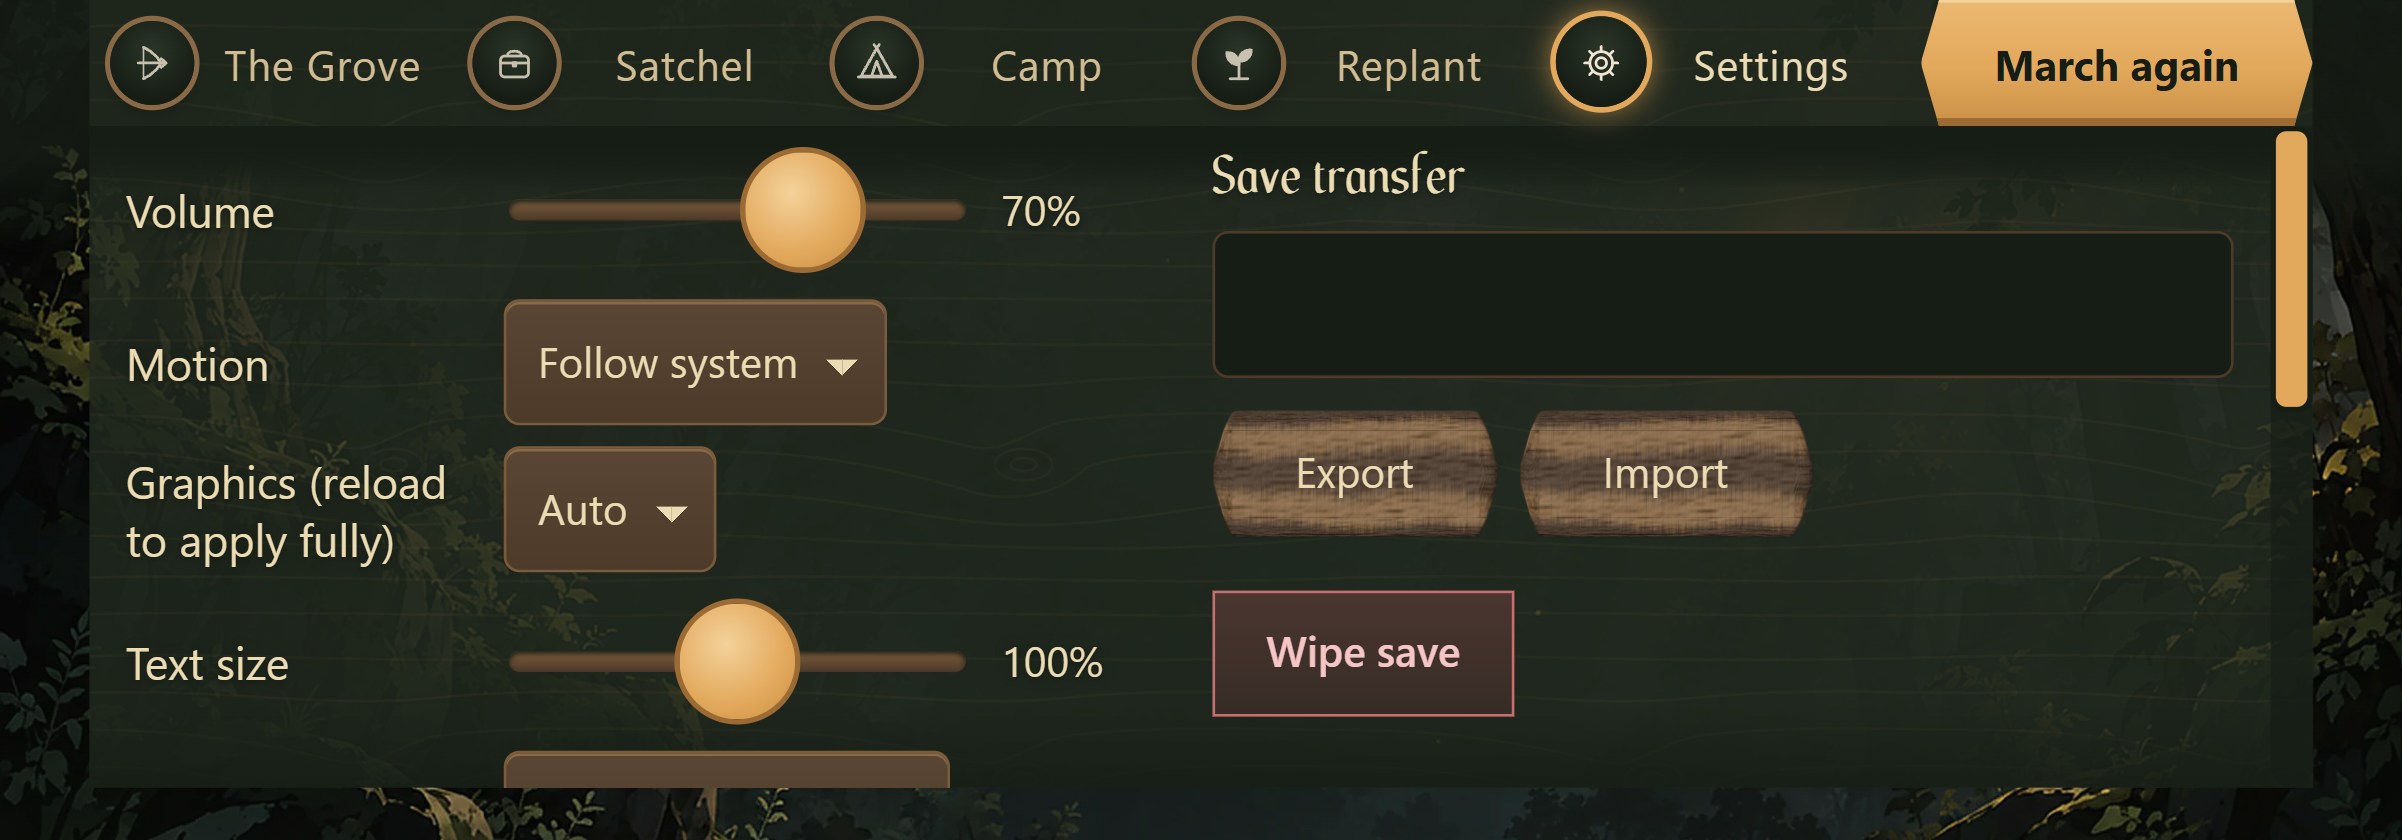 The Grove
Satchel
Camp
Replant
Settings
March again
Volume
70%
Motion
Follow system
Graphics (reload
to apply fully)
Auto
Text size
100%
Save transfer
Export
Import
Wipe save